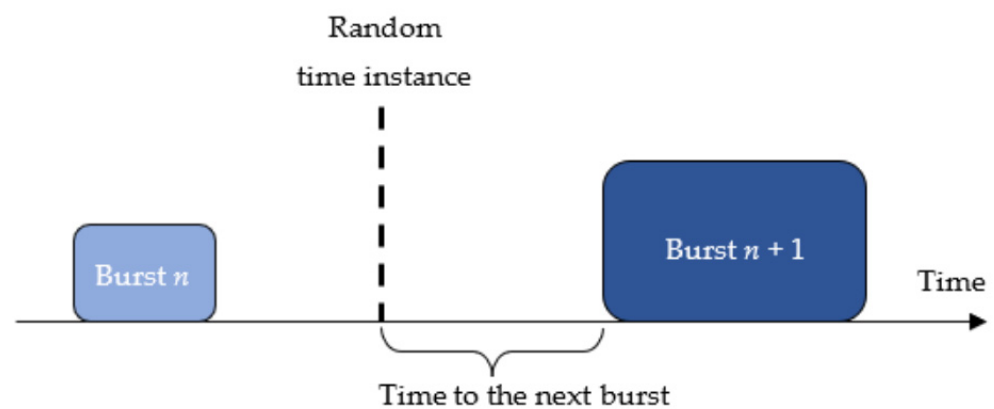 Random
time instance
Burst n
Burst n + 1
Time
Time to the next burst